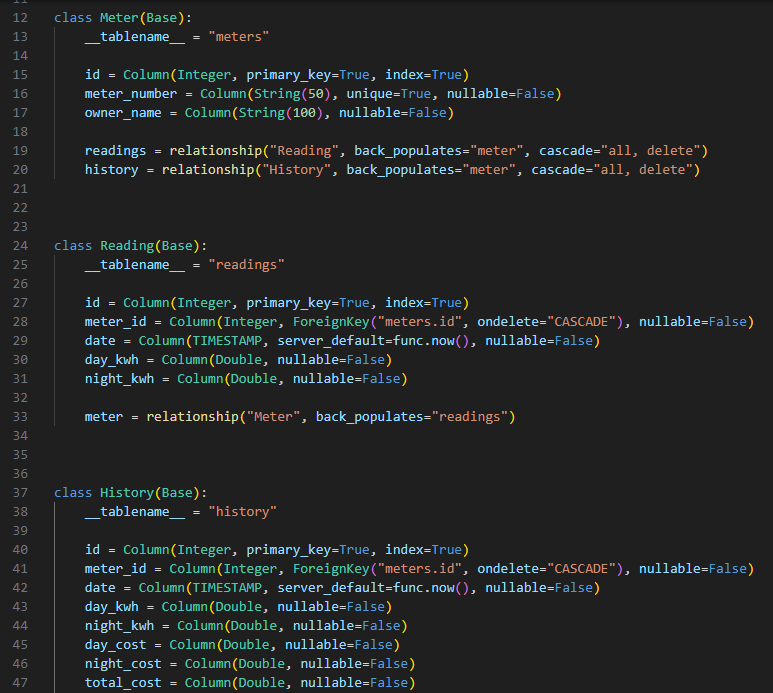 12 class Meter(Base):
13     __tablename__ = "meters"
14
15     id = Column(Integer, primary_key=True, index=True)
16     meter_number = Column(String(50), unique=True, nullable=False)
17     owner_name = Column(String(100), nullable=False)
18
19     readings = relationship("Reading", back_populates="meter", cascade="all, delete")
20     history = relationship("History", back_populates="meter", cascade="all, delete")
21
22
23
24 class Reading(Base):
25     __tablename__ = "readings"
26
27     id = Column(Integer, primary_key=True, index=True)
28     meter_id = Column(Integer, ForeignKey("meters.id", ondelete="CASCADE"), nullable=False)
29     date = Column(TIMESTAMP, server_default=func.now(), nullable=False)
30     day_kwh = Column(Double, nullable=False)
31     night_kwh = Column(Double, nullable=False)
32
33     meter = relationship("Meter", back_populates="readings")
34
35
36
37 class History(Base):
38     __tablename__ = "history"
39
40     id = Column(Integer, primary_key=True, index=True)
41     meter_id = Column(Integer, ForeignKey("meters.id", ondelete="CASCADE"), nullable=False)
42     date = Column(TIMESTAMP, server_default=func.now(), nullable=False)
43     day_kwh = Column(Double, nullable=False)
44     night_kwh = Column(Double, nullable=False)
45     day_cost = Column(Double, nullable=False)
46     night_cost = Column(Double, nullable=False)
47     total_cost = Column(Double, nullable=False)